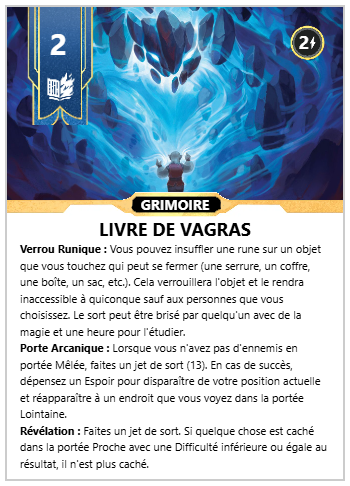 2
2
GRIMOIRE
LIVRE DE VAGRAS
Verrou Runique : Vous pouvez insuffler une rune sur un objet
que vous touchez qui peut se fermer (une serrure, un coffre,
une boîte, un sac, etc.). Cela verrouillera l'objet et le rendra
inaccessible à quiconque sauf aux personnes que vous
choisissez. Le sort peut être brisé par quelqu'un avec de la
magie et une heure pour l'étudier.
Porte Arcanique : Lorsque vous n'avez pas d'ennemis en
portée Mêlée, faites un jet de sort (13). En cas de succès,
dépensez un Espoir pour disparaître de votre position actuelle
et réapparaître à un endroit que vous voyez dans la portée
Lointaine.
Révélation : Faites un jet de sort. Si quelque chose est caché
dans la portée Proche avec une Difficulté inférieure ou égale au
résultat, il n'est plus caché.